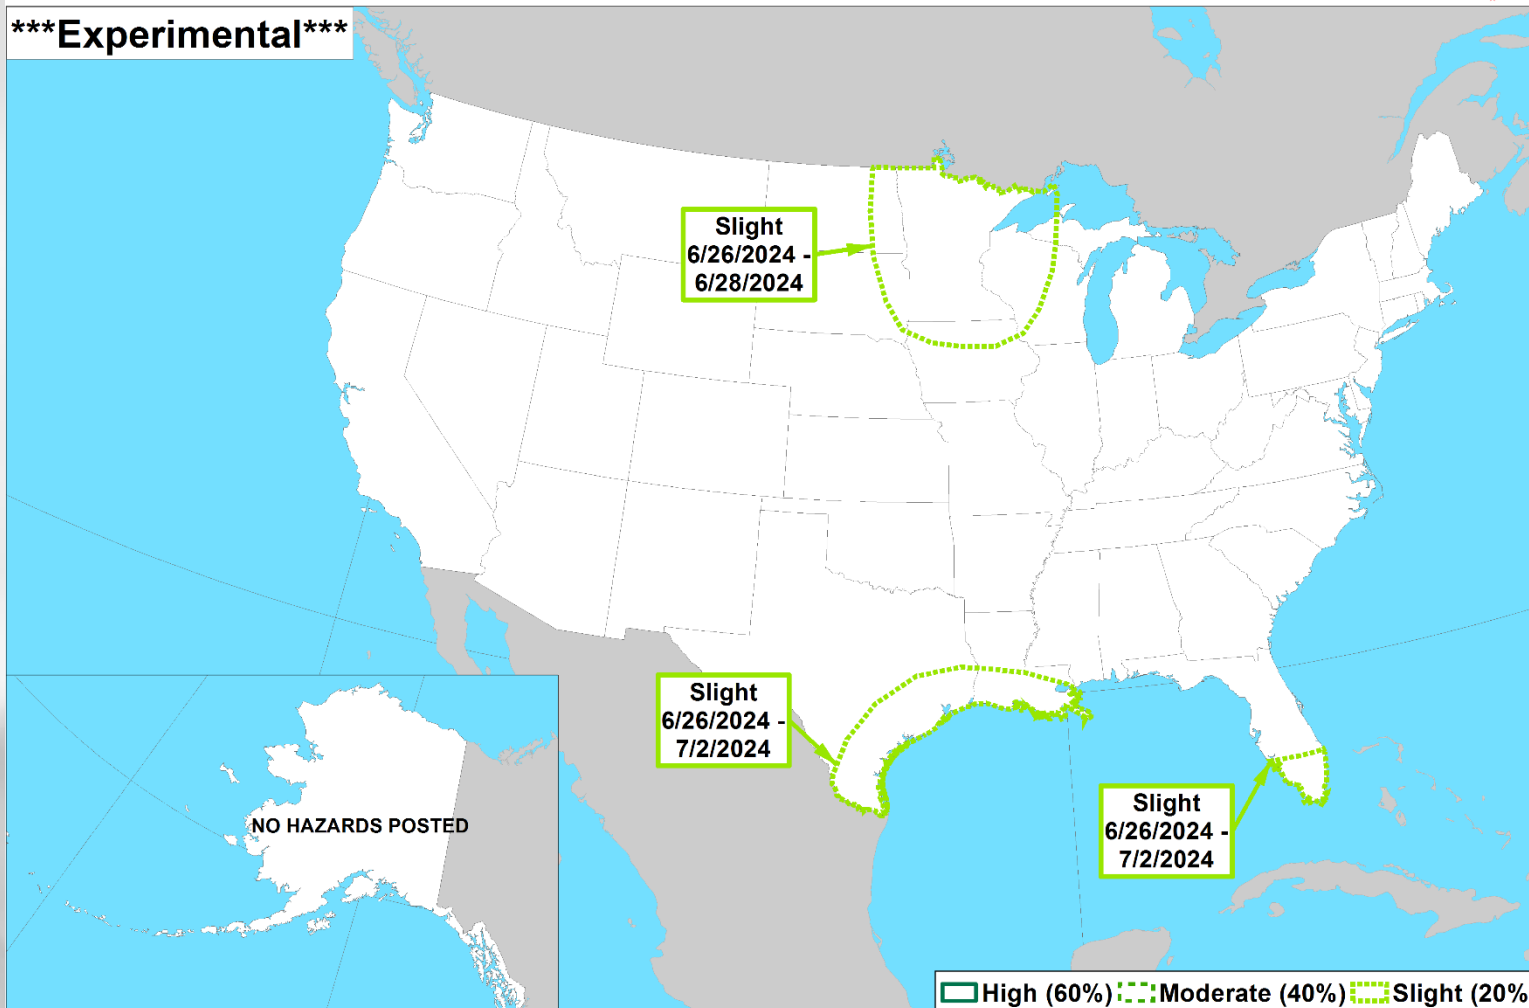 ***Experimental***
Slight
6/26/2024 -
6/28/2024
Slight
6/26/2024 -
7/2/2024
Slight
6/26/2024 -
7/2/2024
NO HAZARDS POSTED
High (60%) Moderate (40%) Slight (20%